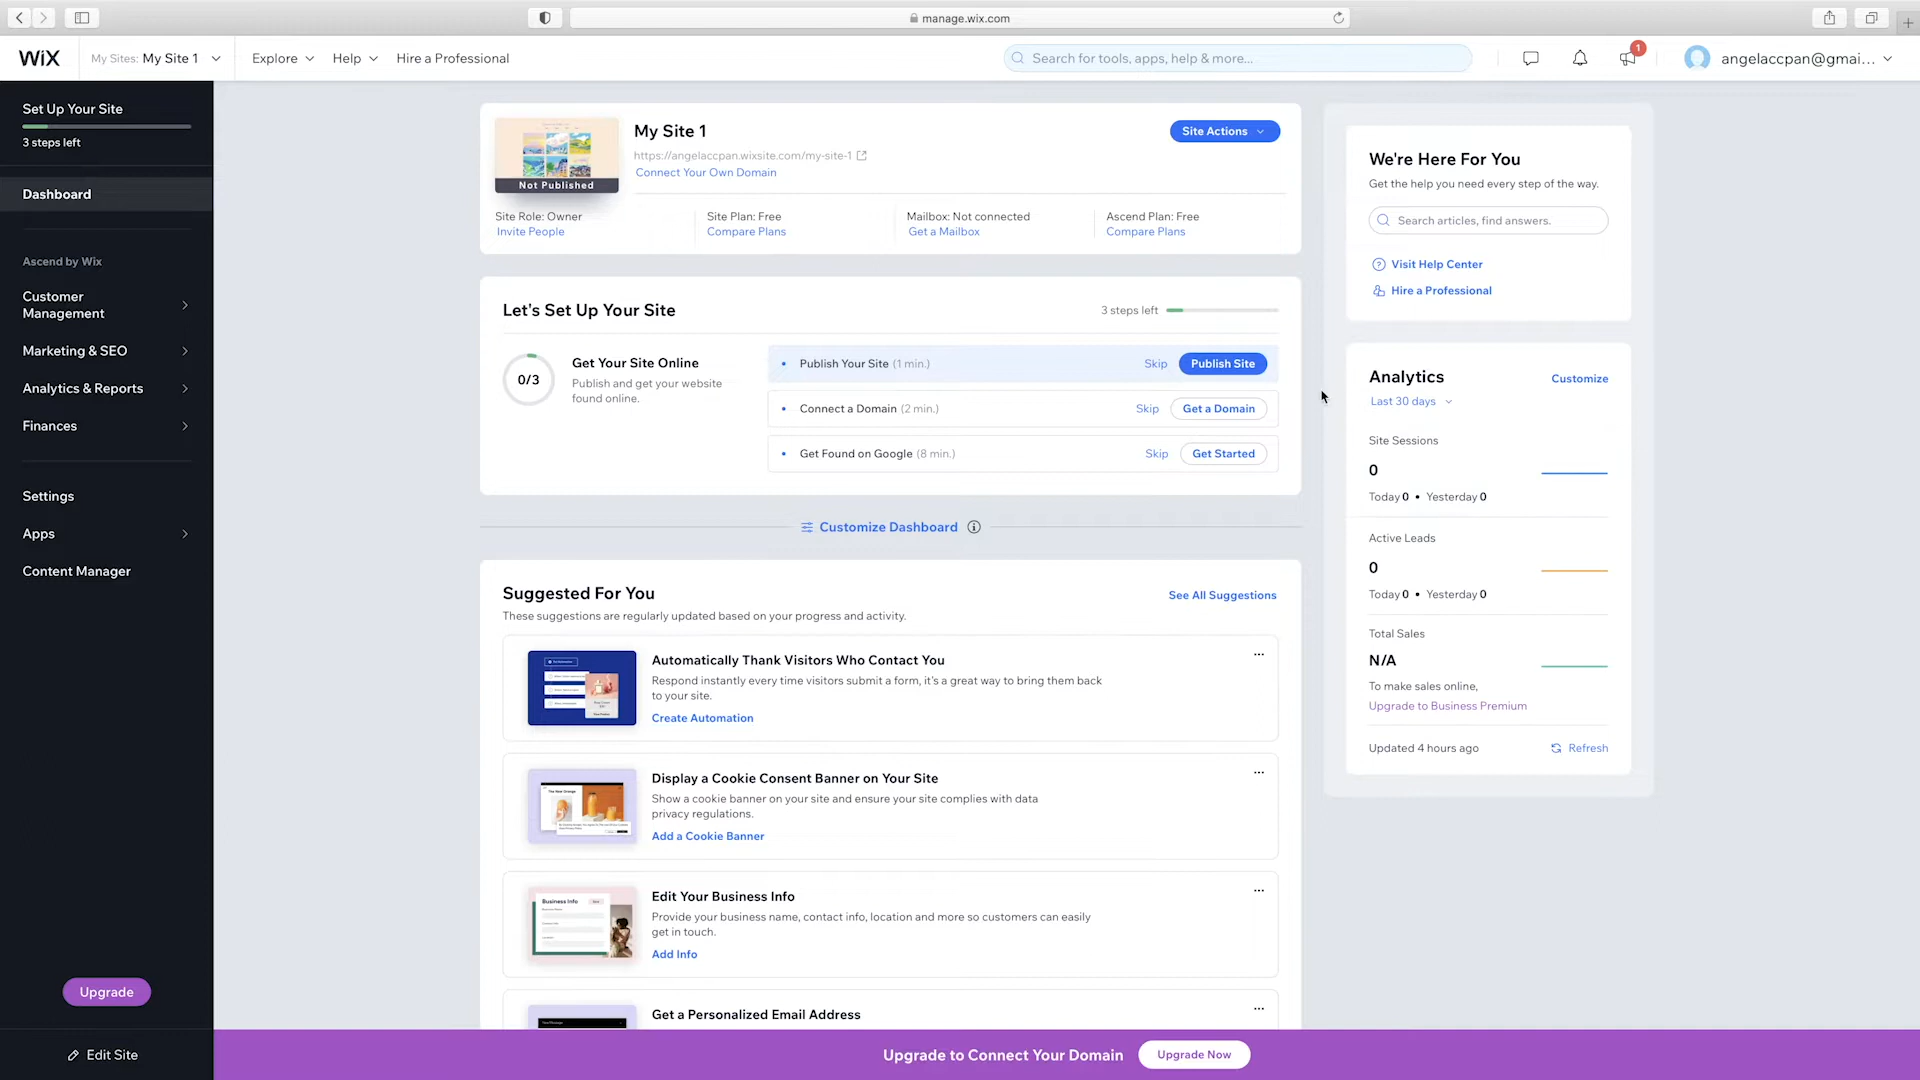 manage.wix.com
WiX
My Sites: My Site 1
Explore
Help
Hire a Professional
Search for tools, apps, help & more...
1
angelaccpan@gmai...
Set Up Your Site
3 steps left
Dashboard
Ascend by Wix
Customer
Management
Marketing & SEO
Analytics & Reports
Finances
Settings
Apps
Content Manager
Upgrade
Edit Site
Not Published
My Site 1
Site Actions
https://angelaccpan.wixsite.com/my-site-1
Connect Your Own Domain
Site Role: Owner
Invite People
Site Plan: Free
Compare Plans
Mailbox: Not connected
Get a Mailbox
Ascend Plan: Free
Compare Plans
Let's Set Up Your Site
3 steps left
0/3
Get Your Site Online
Publish and get your website
found online.
Publish Your Site (1 min.)
Skip
Publish Site
Connect a Domain (2 min.)
Skip
Get a Domain
Get Found on Google (8 min.)
Skip
Get Started
Customize Dashboard
Suggested For You
See All Suggestions
These suggestions are regularly updated based on your progress and activity.
Automatically Thank Visitors Who Contact You
Respond instantly every time visitors submit a form, it's a great way to bring them back
to your site.
Create Automation
Display a Cookie Consent Banner on Your Site
Show a cookie banner on your site and ensure your site complies with data
privacy regulations.
Add a Cookie Banner
Business Info
Edit Your Business Info
Provide your business name, contact info, location and more so customers can easily
get in touch.
Add Info
Get a Personalized Email Address
We're Here For You
Get the help you need every step of the way.
Search articles, find answers.
Visit Help Center
Hire a Professional
Analytics
Customize
Last 30 days
Site Sessions
0
Today 0 • Yesterday 0
Active Leads
0
Today 0 • Yesterday 0
Total Sales
N/A
To make sales online,
Upgrade to Business Premium
Updated 4 hours ago
Refresh
Upgrade to Connect Your Domain
Upgrade Now